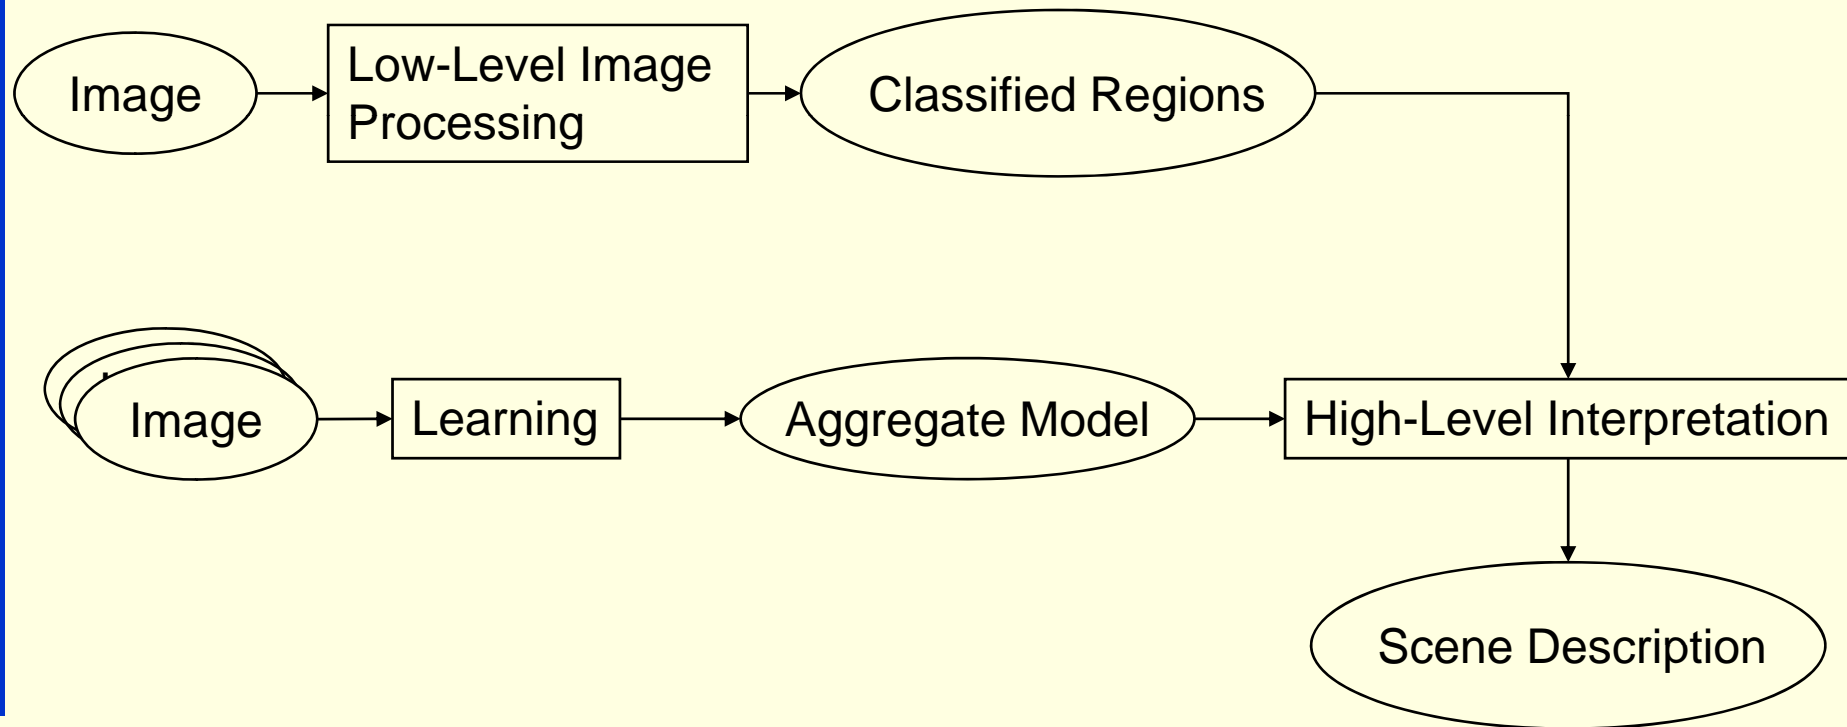 Image
Low-Level Image
Processing
Classified Regions
Image
Learning
Aggregate Model
High-Level Interpretation
Scene Description